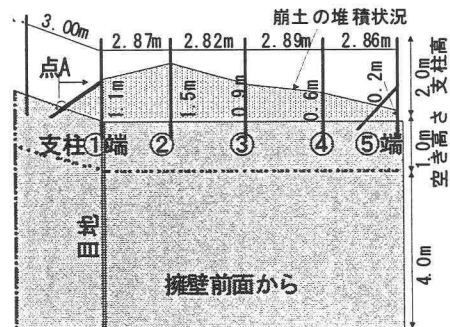 崩土の堆積状況
3.00m
2.87m 2.82m 2.89m 2.86m
点A
1.1m
1.5m
0.9m
0.6m
0.2m
2.0m
支柱高
支柱①端 ② ③ ④ ⑤端
1.0m
空き高さ
目地
4.0m
擁壁前面から